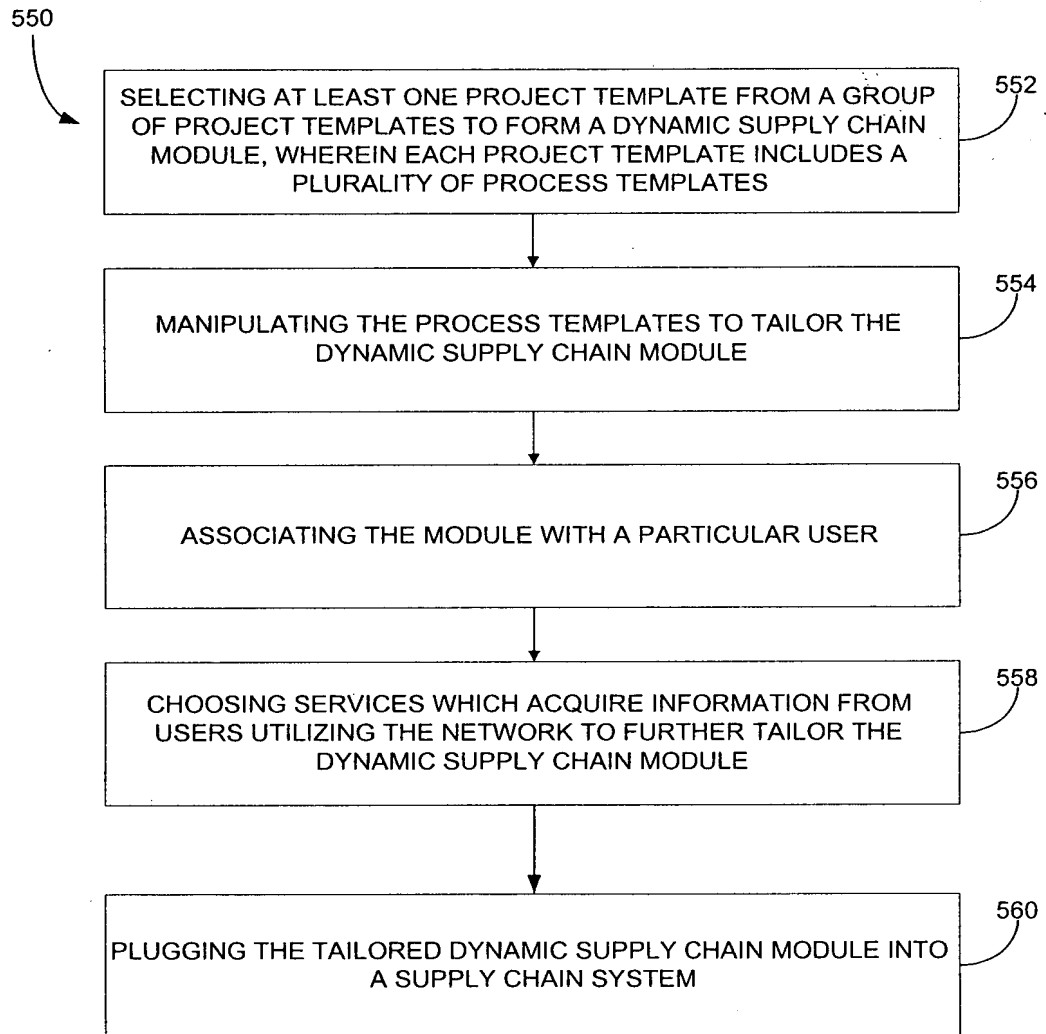 550
SELECTING AT LEAST ONE PROJECT TEMPLATE FROM A GROUP
OF PROJECT TEMPLATES TO FORM A DYNAMIC SUPPLY CHAIN
MODULE, WHEREIN EACH PROJECT TEMPLATE INCLUDES A
PLURALITY OF PROCESS TEMPLATES
552
MANIPULATING THE PROCESS TEMPLATES TO TAILOR THE
DYNAMIC SUPPLY CHAIN MODULE
554
ASSOCIATING THE MODULE WITH A PARTICULAR USER
556
CHOOSING SERVICES WHICH ACQUIRE INFORMATION FROM
USERS UTILIZING THE NETWORK TO FURTHER TAILOR THE
DYNAMIC SUPPLY CHAIN MODULE
558
PLUGGING THE TAILORED DYNAMIC SUPPLY CHAIN MODULE INTO
A SUPPLY CHAIN SYSTEM
560